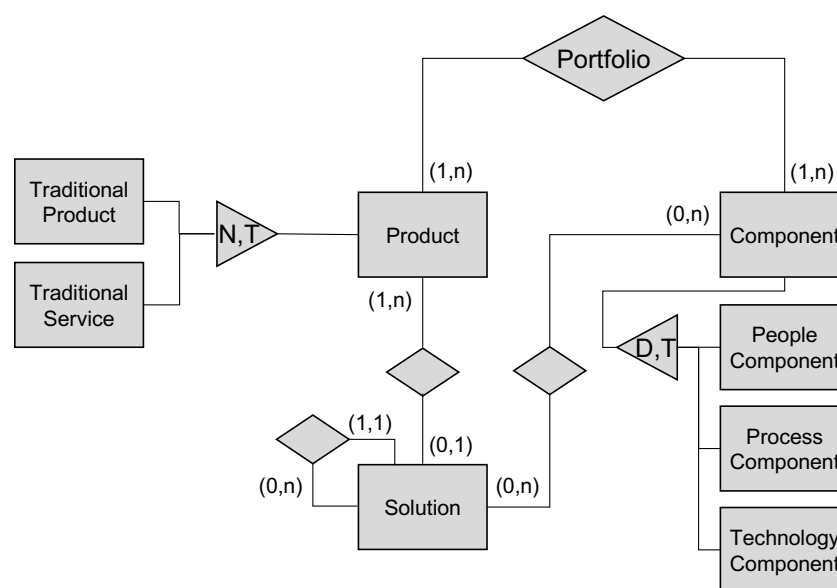 Portfolio
(1,n)
(1,n)
Traditional
Product
N,T
Product
(0,n)
Component
Traditional
Service
(1,n)
D,T
People
Component
(1,1)
(0,1)
Process
Component
(0,n)
Solution
(0,n)
Technology
Component